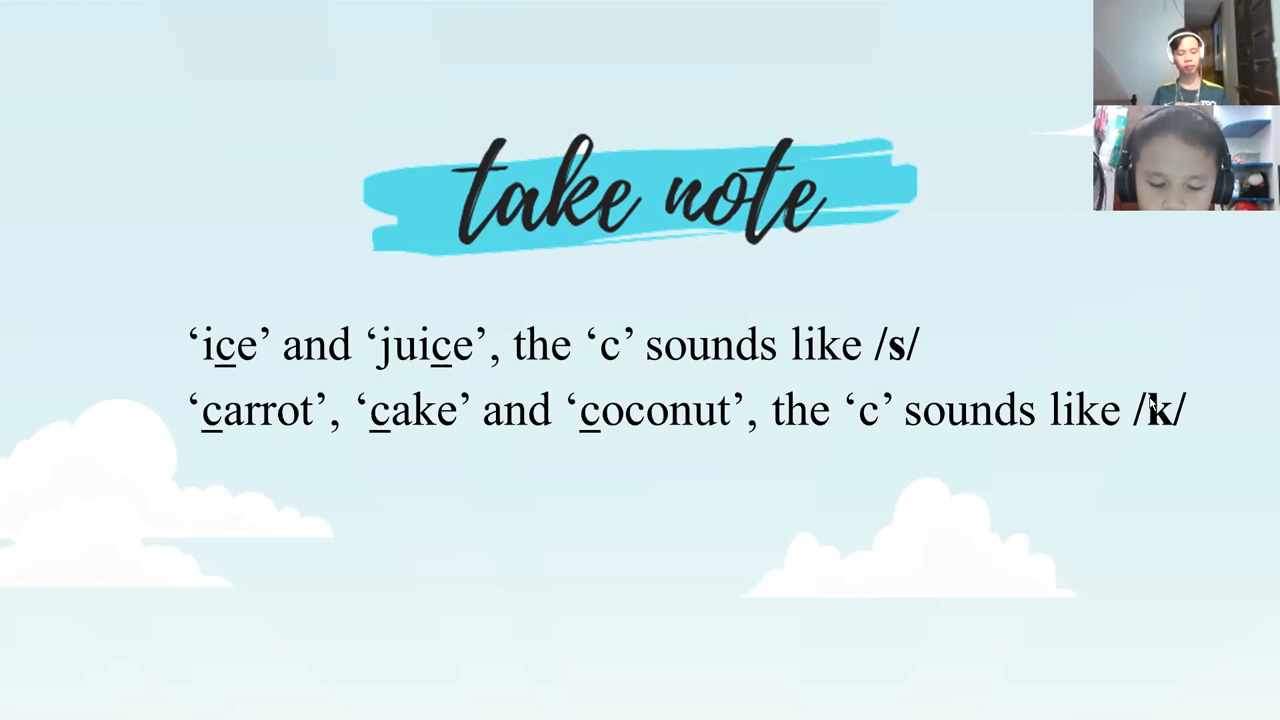 take note
‘ice’ and ‘juice’, the ‘c’ sounds like /s/
‘carrot’, ‘cake’ and ‘coconut’, the ‘c’ sounds like /k/